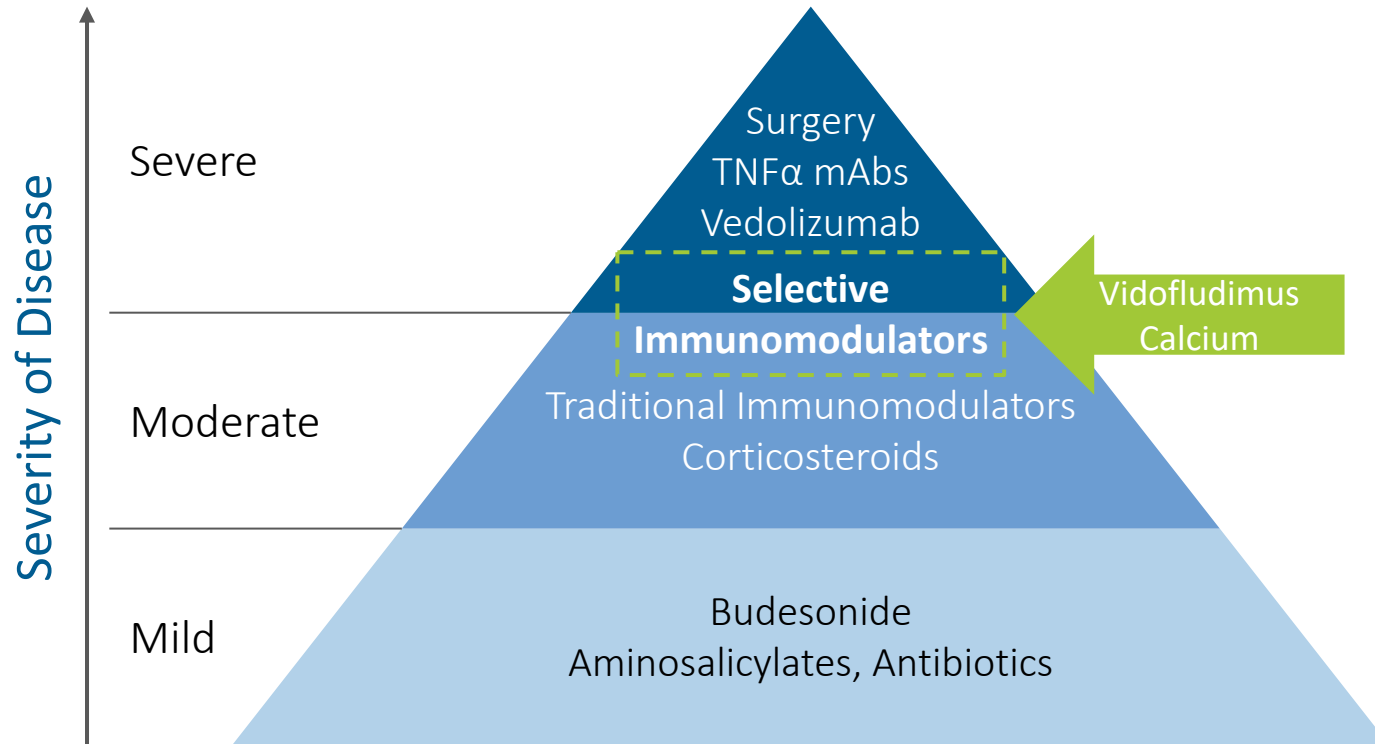 Severity of Disease
Severe
Surgery
TNFα mAbs
Vedolizumab
Selective
Immunomodulators
Vidofludimus
Calcium
Moderate
Traditional Immunomodulators
Corticosteroids
Mild
Budesonide
Aminosalicylates, Antibiotics